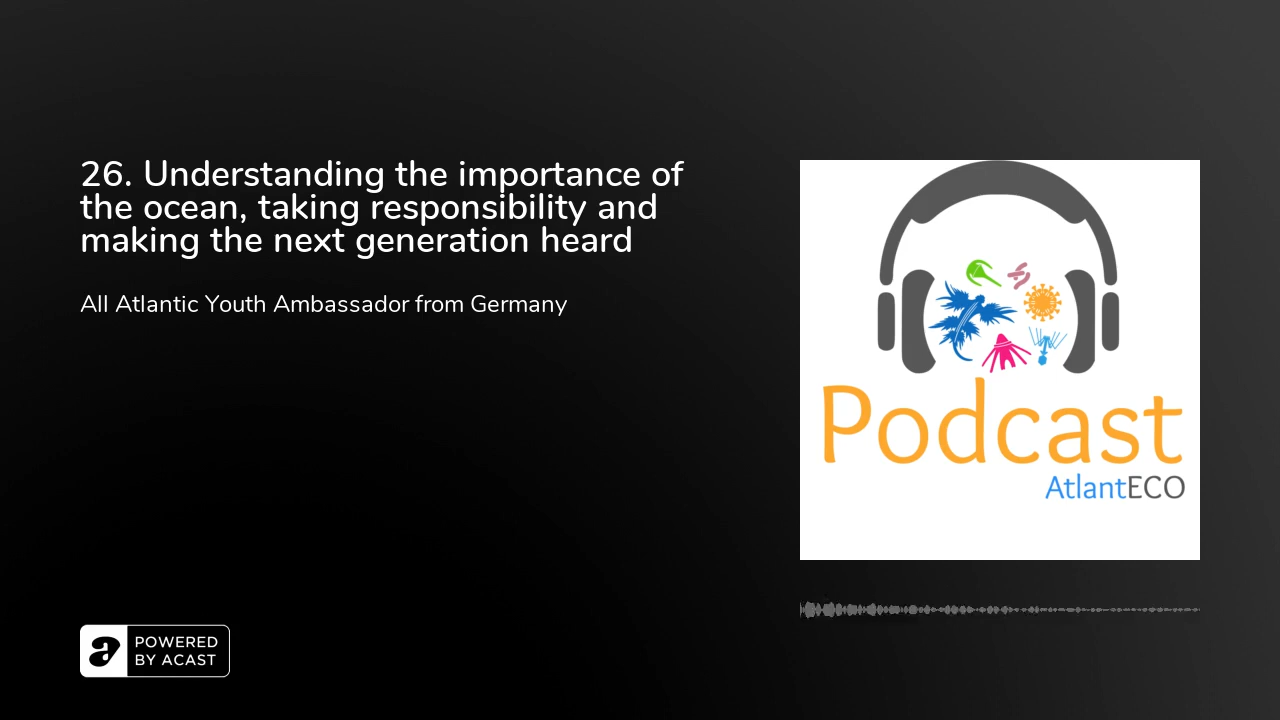 26. Understanding the importance of
the ocean, taking responsibility and
making the next generation heard
All Atlantic Youth Ambassador from Germany
Podcast
AtlantECO
POWERED
BY ACAST